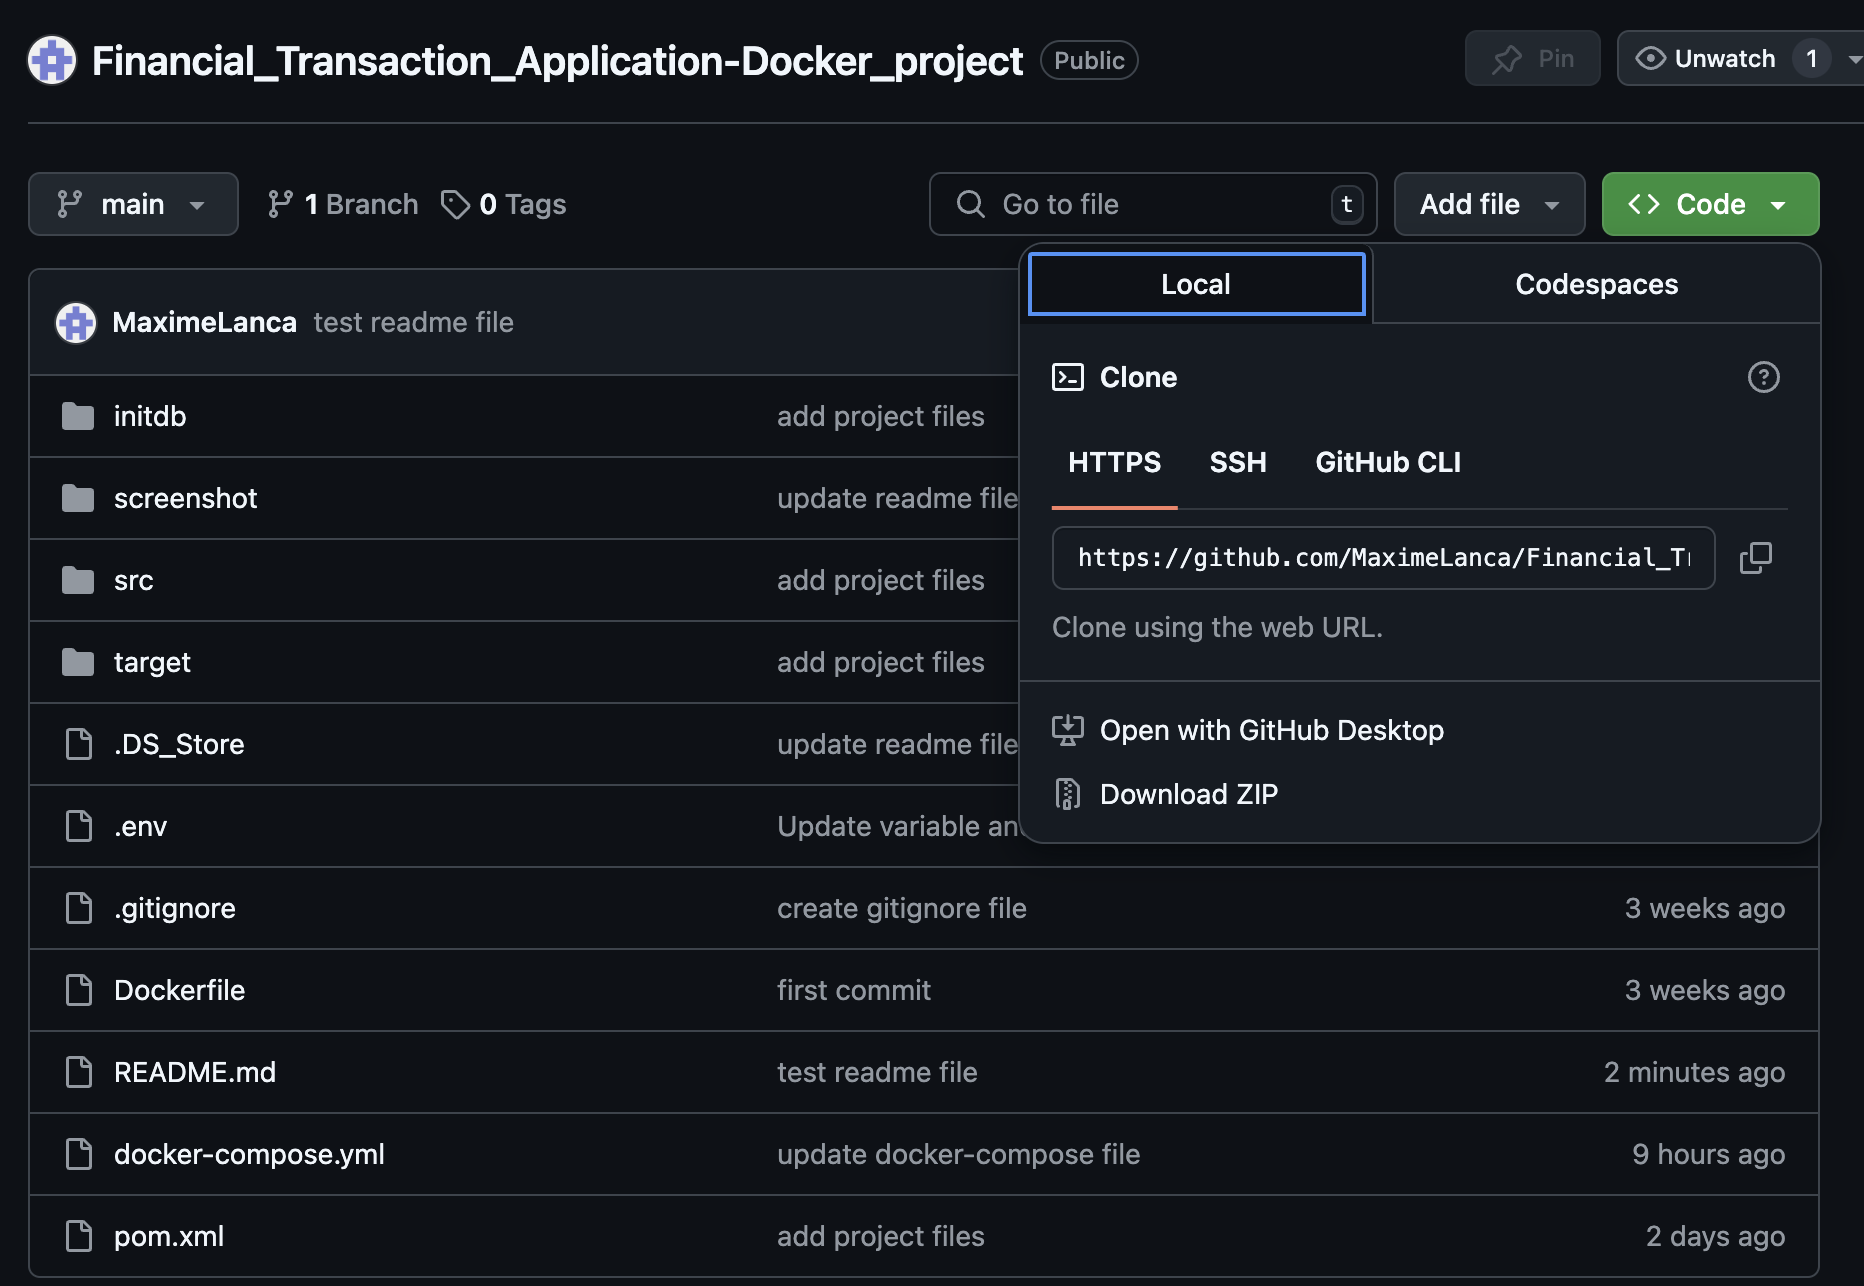 Financial_Transaction_Application-Docker_project Public Pin Unwatch 1
main 1 Branch 0 Tags Go to file t Add file Code
Local Codespaces
MaximeLanca test readme file
Clone
initdb add project files
HTTPS SSH GitHub CLI
screenshot update readme file
https://github.com/MaximeLanca/Financial_Tr
src add project files
Clone using the web URL.
target add project files
Open with GitHub Desktop
.DS_Store update readme file
Download ZIP
.env Update variable an
.gitignore create gitignore file 3 weeks ago
Dockerfile first commit 3 weeks ago
README.md test readme file 2 minutes ago
docker-compose.yml update docker-compose file 9 hours ago
pom.xml add project files 2 days ago